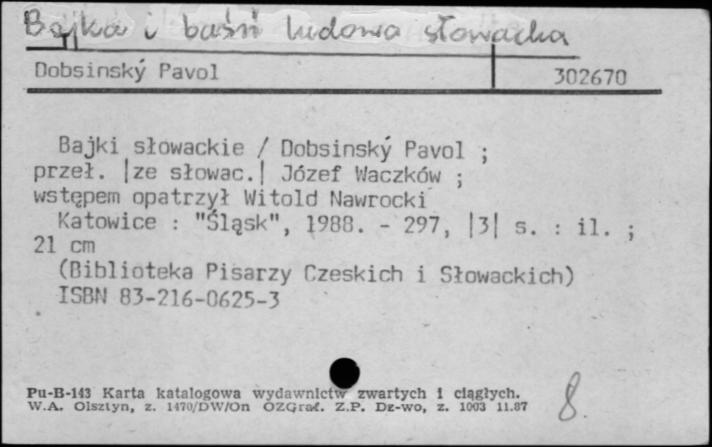 Bajka i baśń ludowa słowacka
Dobsinský Pavol 302670
Bajki słowackie / Dobsinský Pavol ;
przeł. |ze słowac.| Józef Waczków ;
wstępem opatrzył Witold Nawrocki
Katowice : "Śląsk", 1988. - 297, |3| s. : il. ;
21 cm
(Biblioteka Pisarzy Czeskich i Słowackich)
ISBN 83-216-0625-3
Pu-B-143 Karta katalogowa wydawnictw zwartych i ciągłych.
W.A. Olsztyn, z. 1470/DW/On OZGraf. Z.P. Dz-wo, z. 1003 11.87
8.